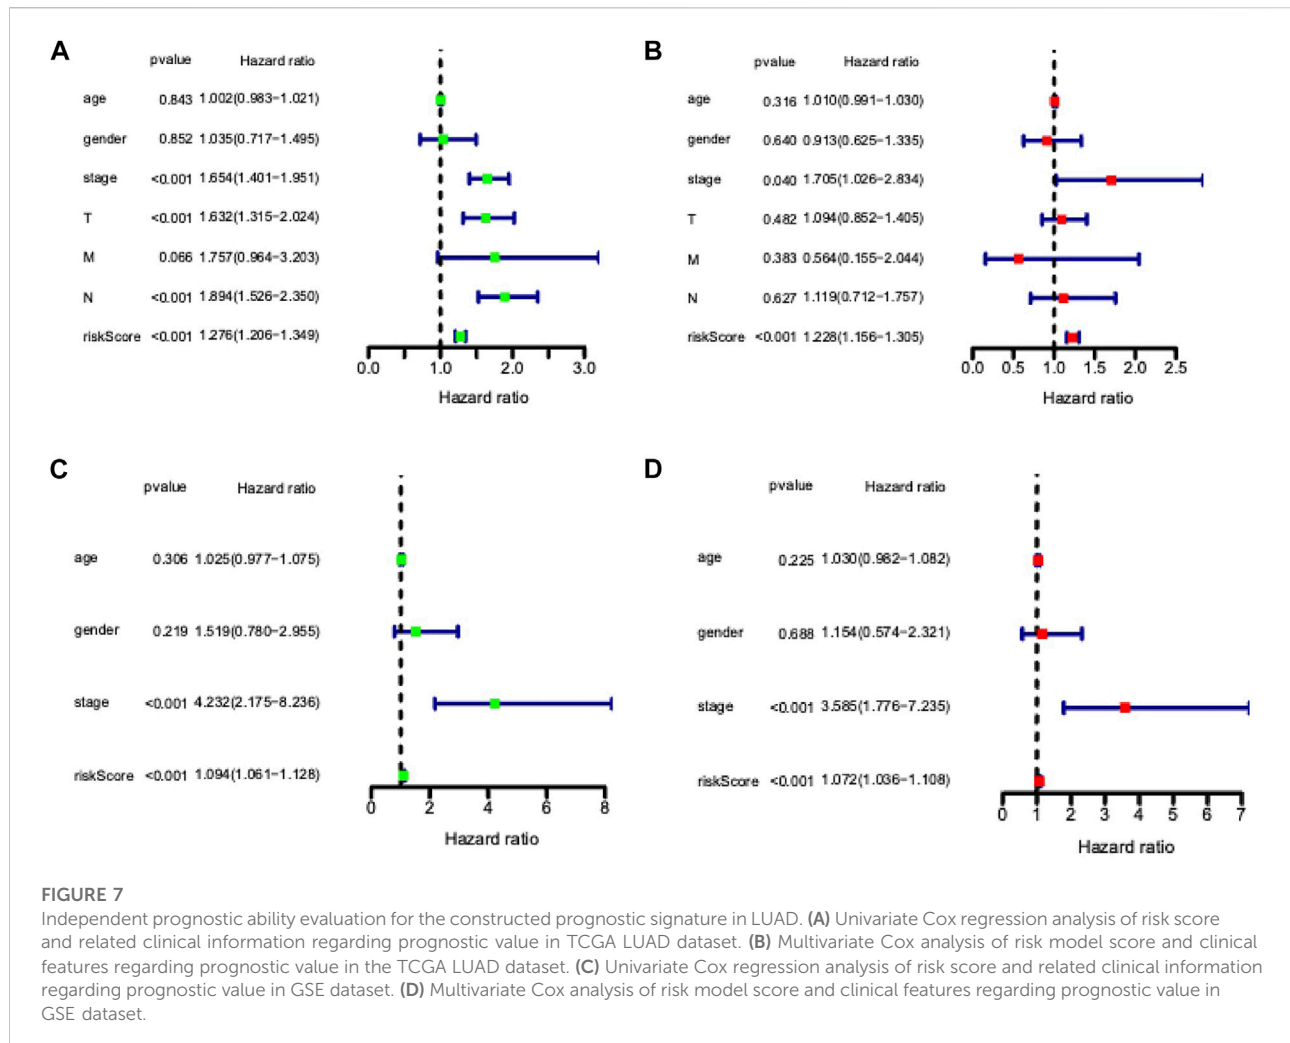 A
pvalue Hazard ratio
age 0.843 1.002(0.983−1.021)
gender 0.852 1.035(0.717−1.495)
stage <0.001 1.654(1.401−1.951)
T <0.001 1.632(1.315−2.024)
M 0.066 1.757(0.964−3.203)
N <0.001 1.894(1.526−2.350)
riskScore <0.001 1.276(1.206−1.349)
0.0 1.0 2.0 3.0
Hazard ratio
B
pvalue Hazard ratio
age 0.316 1.010(0.991−1.030)
gender 0.640 0.913(0.625−1.335)
stage 0.040 1.705(1.026−2.834)
T 0.482 1.094(0.852−1.405)
M 0.383 0.564(0.155−2.044)
N 0.627 1.119(0.712−1.757)
riskScore <0.001 1.228(1.156−1.305)
0.0 0.5 1.0 1.5 2.0 2.5
Hazard ratio
C
pvalue Hazard ratio
age 0.306 1.025(0.977−1.075)
gender 0.219 1.519(0.780−2.955)
stage <0.001 4.232(2.175−8.236)
riskScore <0.001 1.094(1.061−1.128)
0 2 4 6 8
Hazard ratio
D
pvalue Hazard ratio
age 0.225 1.030(0.982−1.082)
gender 0.688 1.154(0.574−2.321)
stage <0.001 3.585(1.776−7.235)
riskScore <0.001 1.072(1.036−1.108)
0 1 2 3 4 5 6 7
Hazard ratio
FIGURE 7
Independent prognostic ability evaluation for the constructed prognostic signature in LUAD. (A) Univariate Cox regression analysis of risk score
and related clinical information regarding prognostic value in TCGA LUAD dataset. (B) Multivariate Cox analysis of risk model score and clinical
features regarding prognostic value in the TCGA LUAD dataset. (C) Univariate Cox regression analysis of risk score and related clinical information
regarding prognostic value in GSE dataset. (D) Multivariate Cox analysis of risk model score and clinical features regarding prognostic value in
GSE dataset.